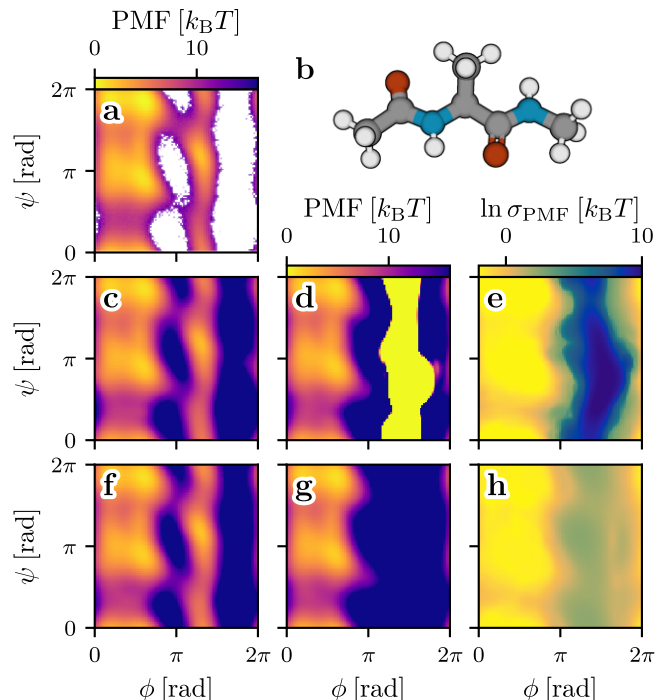 PMF [k_BT]
0 10
a
b
2π
π
0
ψ [rad]
PMF [k_BT]
0 10
ln σ_PMF [k_BT]
0 10
c
d
e
2π
π
0
ψ [rad]
f
g
h
2π
π
0
ψ [rad]
0 π 2π
0 π 2π
0 π 2π
ϕ [rad]
ϕ [rad]
ϕ [rad]